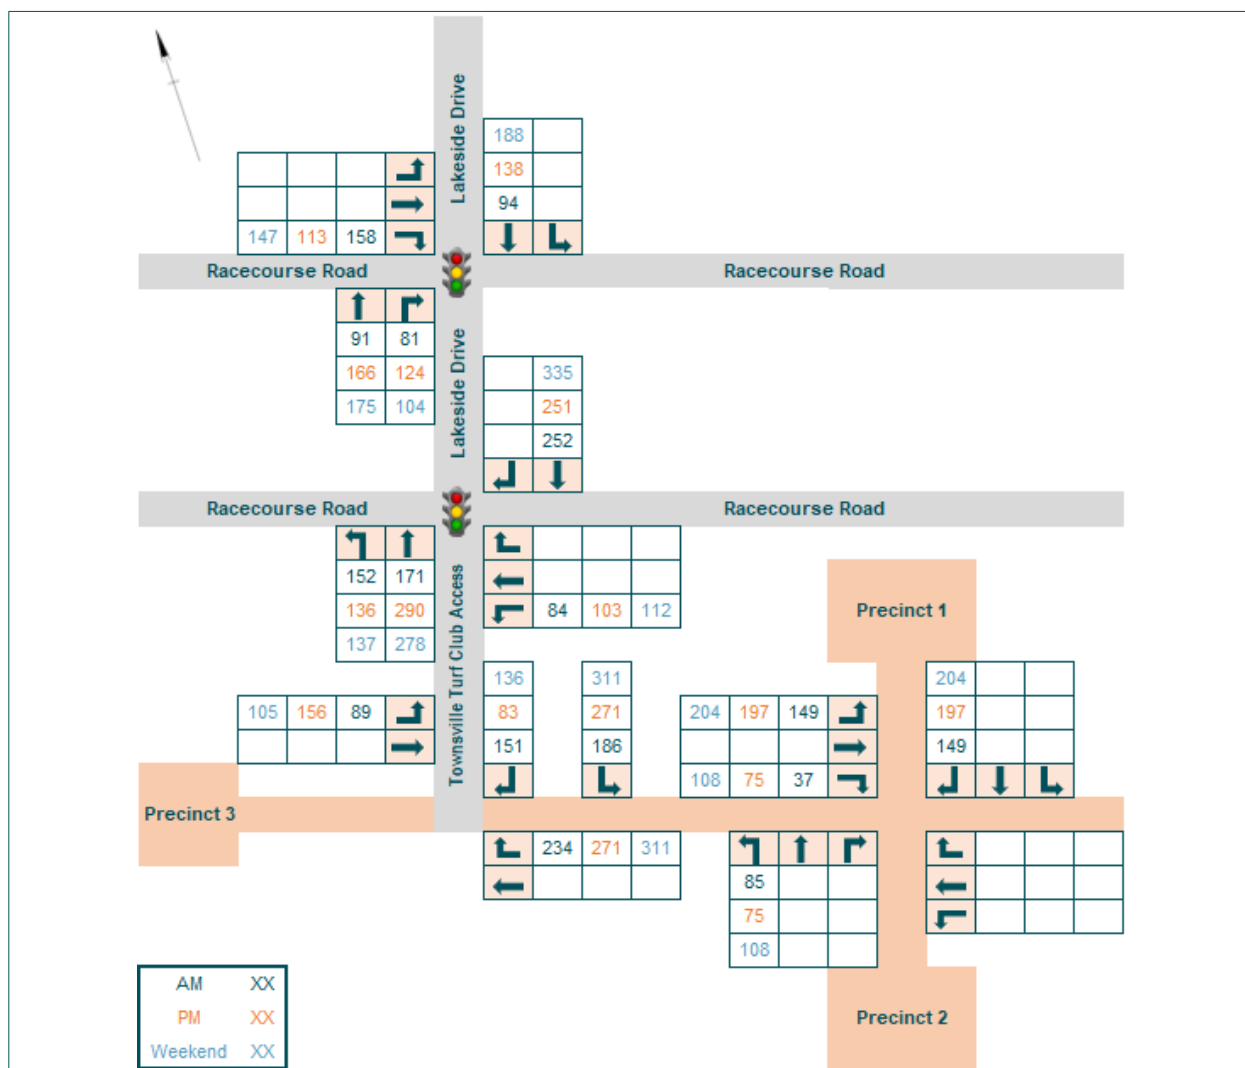 Lakeside Drive
188
138
94
147 113 158
Racecourse Road
Racecourse Road
91 81
166 124
175 104
Lakeside Drive
335
251
252
Racecourse Road
Racecourse Road
152 171
136 290
137 278
Townsville Turf Club Access
84 103 112
Precinct 1
105 156 89
136 311
83 271
151 186
204 197 149
108 75 37
204
197
149
Precinct 3
234 271 311
85
75
108
AM XX
PM XX
Weekend XX
Precinct 2